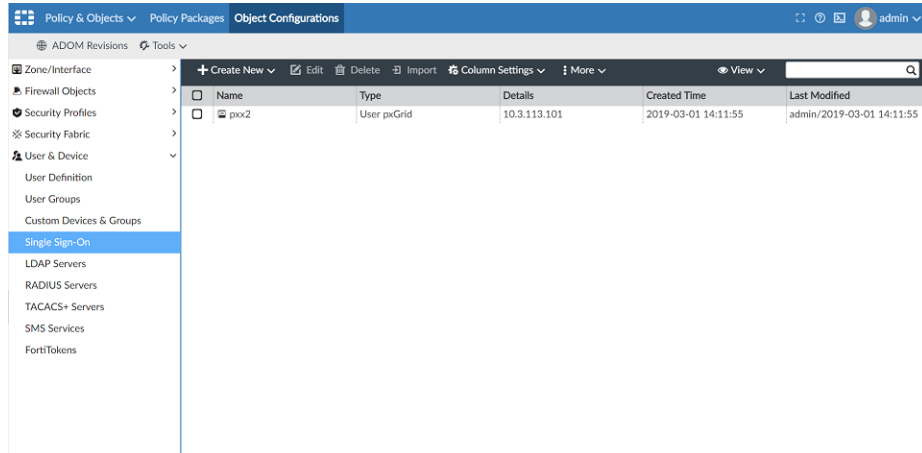 Policy & Objects Policy Packages Object Configurations admin
ADOM Revisions Tools
Zone/Interface
Firewall Objects
Security Profiles
Security Fabric
User & Device
User Definition
User Groups
Custom Devices & Groups
Single Sign-On
LDAP Servers
RADIUS Servers
TACACS+ Servers
SMS Services
FortiTokens
Create New Edit Delete Import Column Settings More View
Name Type Details Created Time Last Modified
pxx2 User pxGrid 10.3.113.101 2019-03-01 14:11:55 admin/2019-03-01 14:11:55